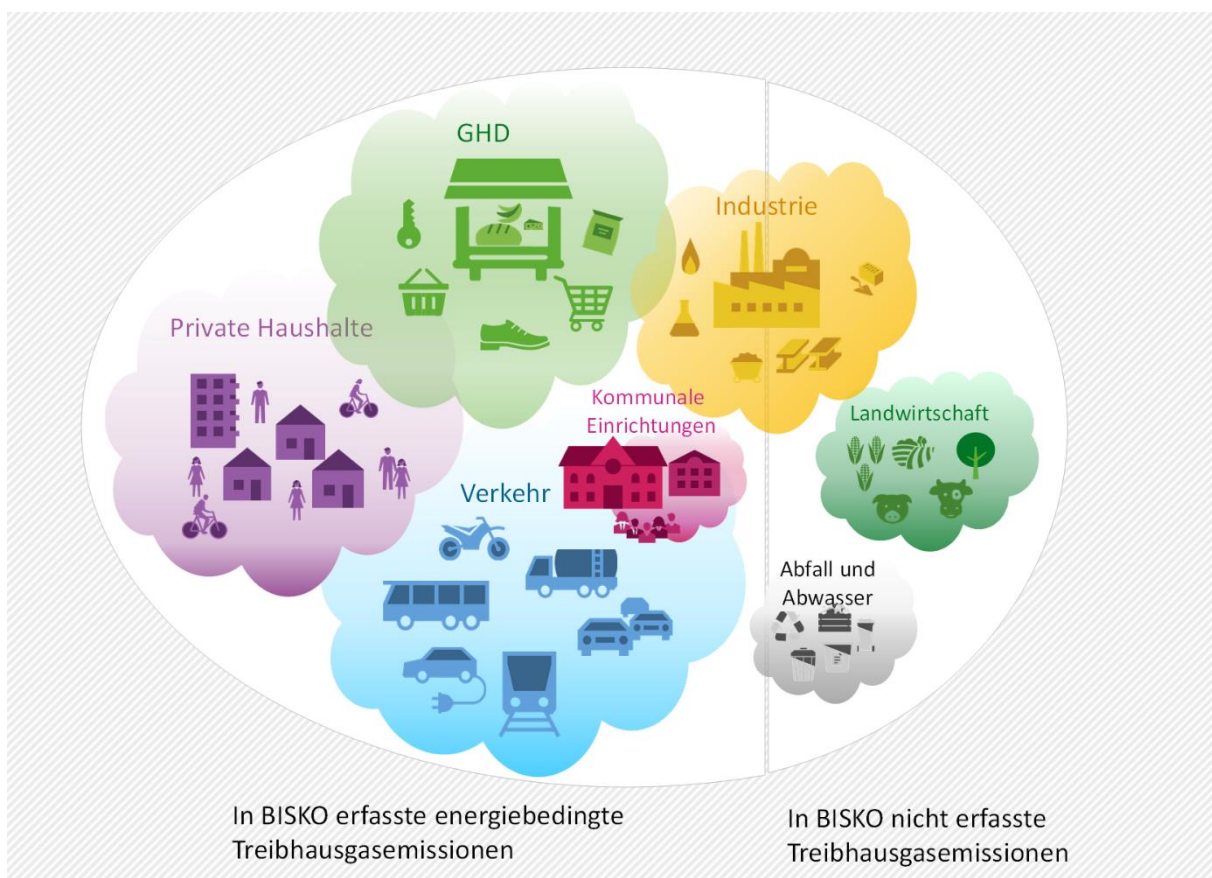 GHD
Industrie
Private Haushalte
Kommunale
Einrichtungen
Landwirtschaft
Verkehr
Abfall und
Abwasser
In BISKO erfasste energiebedingte
Treibhausgasemissionen
In BISKO nicht erfasste
Treibhausgasemissionen